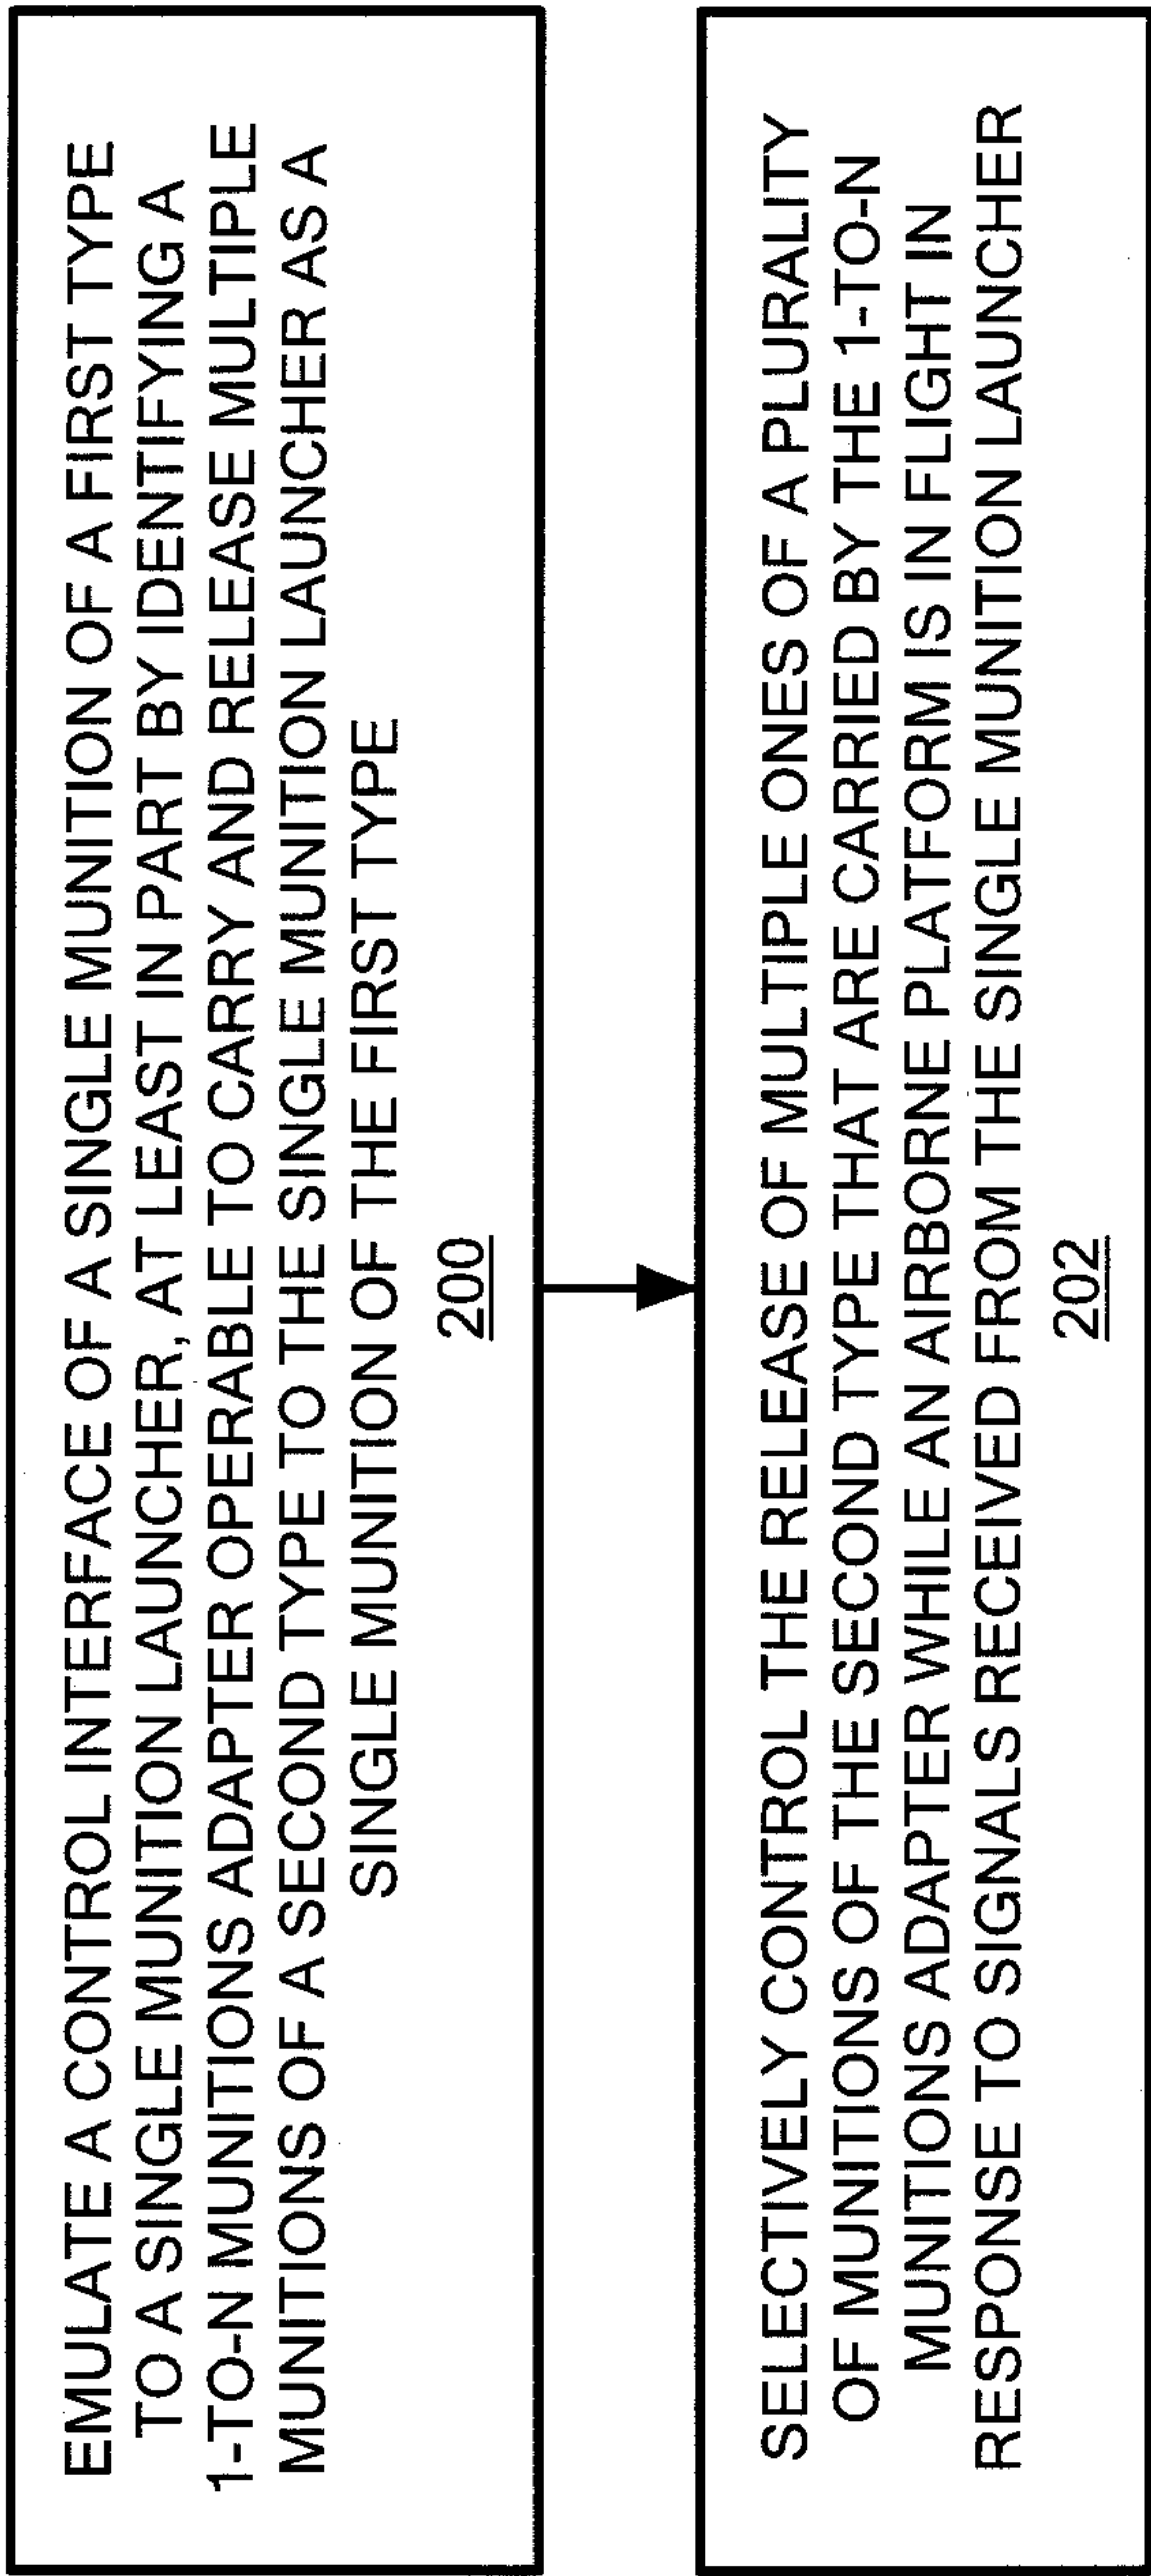 EMULATE A CONTROL INTERFACE OF A SINGLE MUNITION OF A FIRST TYPE
TO A SINGLE MUNITION LAUNCHER, AT LEAST IN PART BY IDENTIFYING A
1-TO-N MUNITIONS ADAPTER OPERABLE TO CARRY AND RELEASE MULTIPLE
MUNITIONS OF A SECOND TYPE TO THE SINGLE MUNITION LAUNCHER AS A
SINGLE MUNITION OF THE FIRST TYPE
200
SELECTIVELY CONTROL THE RELEASE OF MULTIPLE ONES OF A PLURALITY
OF MUNITIONS OF THE SECOND TYPE THAT ARE CARRIED BY THE 1-TO-N
MUNITIONS ADAPTER WHILE AN AIRBORNE PLATFORM IS IN FLIGHT IN
RESPONSE TO SIGNALS RECEIVED FROM THE SINGLE MUNITION LAUNCHER
202